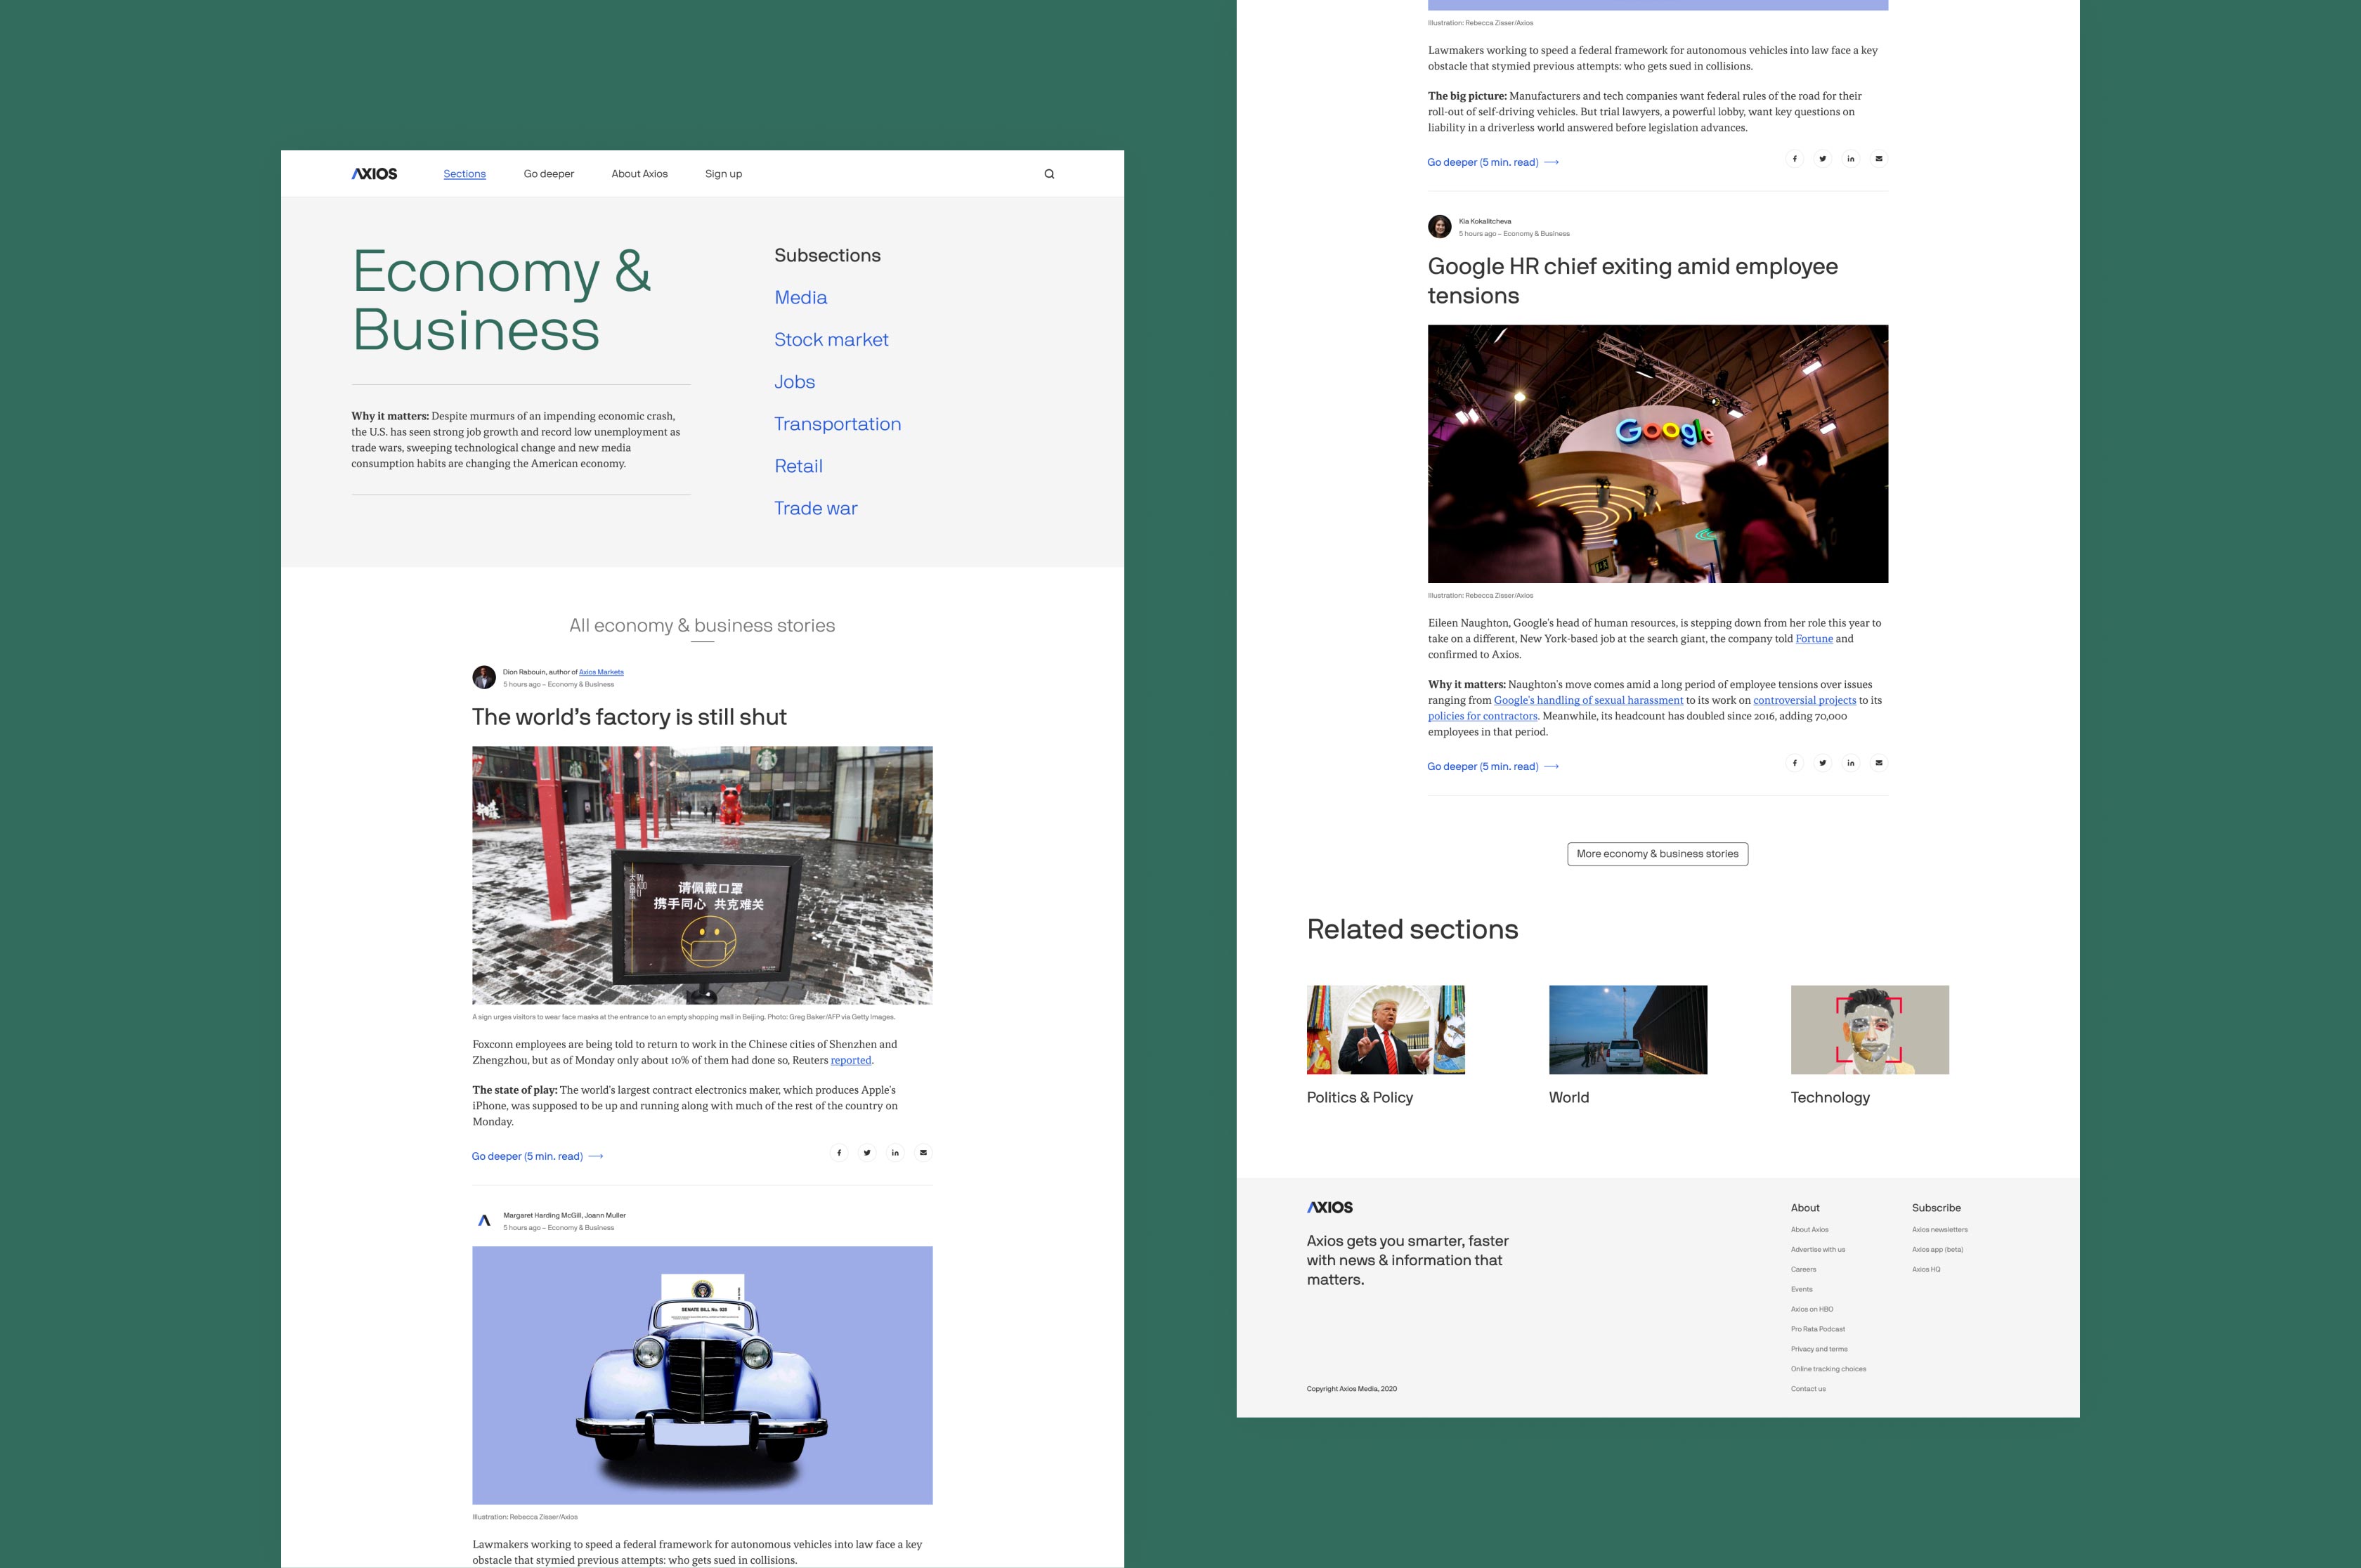 AXIOS
Sections
Go deeper
About Axios
Sign up
Economy &
Business
Why it matters: Despite murmurs of an impending economic crash,
the U.S. has seen strong job growth and record low unemployment as
trade wars, sweeping technological change and new media
consumption habits are changing the American economy.
Subsections
Media
Stock market
Jobs
Transportation
Retail
Trade war
All economy & business stories
Dion Rabouin, author of Axios Markets
5 hours ago – Economy & Business
The world's factory is still shut
请佩戴口罩
携手同心 共克难关
A sign urges visitors to wear face masks at the entrance to an empty shopping mall in Beijing. Photo: Greg Baker/AFP via Getty Images.
Foxconn employees are being told to return to work in the Chinese cities of Shenzhen and
Zhengzhou, but as of Monday only about 10% of them had done so, Reuters reported.
The state of play: The world's largest contract electronics maker, which produces Apple's
iPhone, was supposed to be up and running along with much of the rest of the country on
Monday.
Go deeper (5 min. read)
Margaret Harding McGill, Joann Muller
5 hours ago – Economy & Business
SENATE BILL No. 928
Illustration: Rebecca Zisser/Axios
Lawmakers working to speed a federal framework for autonomous vehicles into law face a key
obstacle that stymied previous attempts: who gets sued in collisions.
Illustration: Rebecca Zisser/Axios
Lawmakers working to speed a federal framework for autonomous vehicles into law face a key
obstacle that stymied previous attempts: who gets sued in collisions.
The big picture: Manufacturers and tech companies want federal rules of the road for their
roll-out of self-driving vehicles. But trial lawyers, a powerful lobby, want key questions on
liability in a driverless world answered before legislation advances.
Go deeper (5 min. read)
Kia Kokalitcheva
5 hours ago – Economy & Business
Google HR chief exiting amid employee
tensions
Google
Illustration: Rebecca Zisser/Axios
Eileen Naughton, Google's head of human resources, is stepping down from her role this year to
take on a different, New York-based job at the search giant, the company told Fortune and
confirmed to Axios.
Why it matters: Naughton's move comes amid a long period of employee tensions over issues
ranging from Google's handling of sexual harassment to its work on controversial projects to its
policies for contractors. Meanwhile, its headcount has doubled since 2016, adding 70,000
employees in that period.
Go deeper (5 min. read)
More economy & business stories
Related sections
Politics & Policy
World
Technology
AXIOS
Axios gets you smarter, faster
with news & information that
matters.
Copyright Axios Media, 2020
About
About Axios
Advertise with us
Careers
Events
Axios on HBO
Pro Rata Podcast
Privacy and terms
Online tracking choices
Contact us
Subscribe
Axios newsletters
Axios app (beta)
Axios HQ